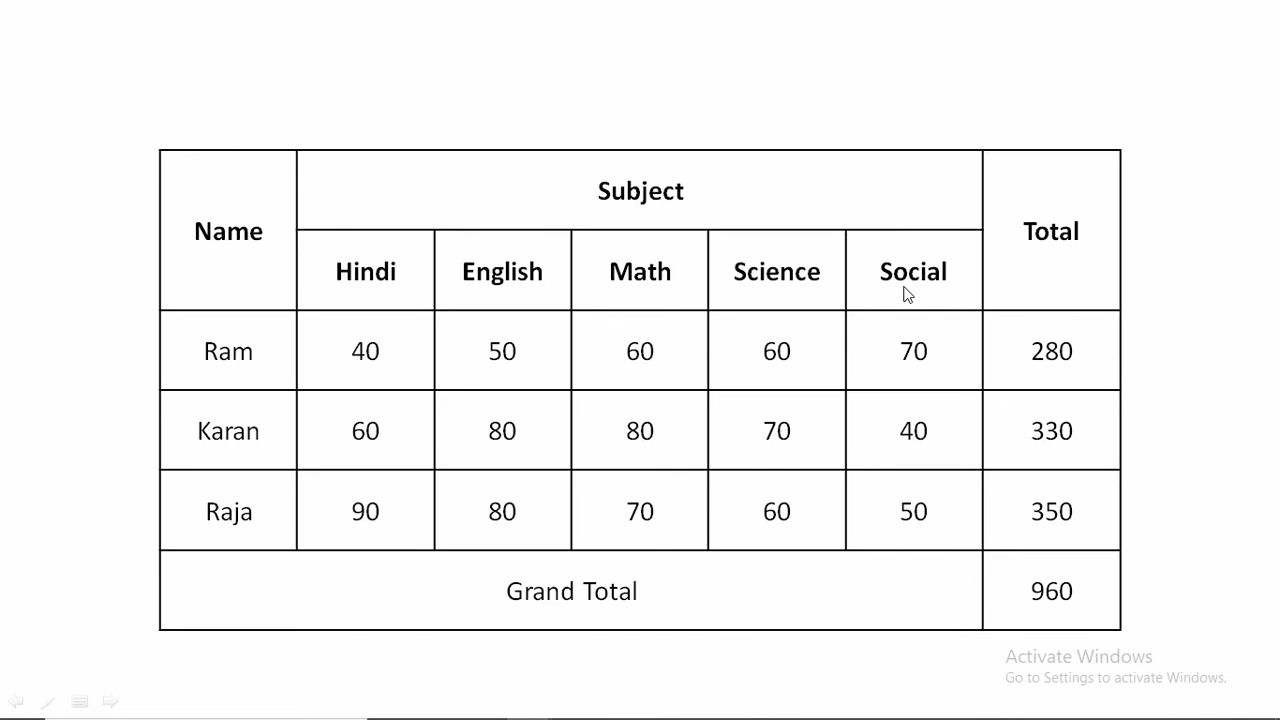 Subject
Name Total
Hindi English Math Science Social
Ram 40 50 60 60 70 280
Karan 60 80 80 70 40 330
Raja 90 80 70 60 50 350
Grand Total 960
Activate Windows
Go to Settings to activate Windows.